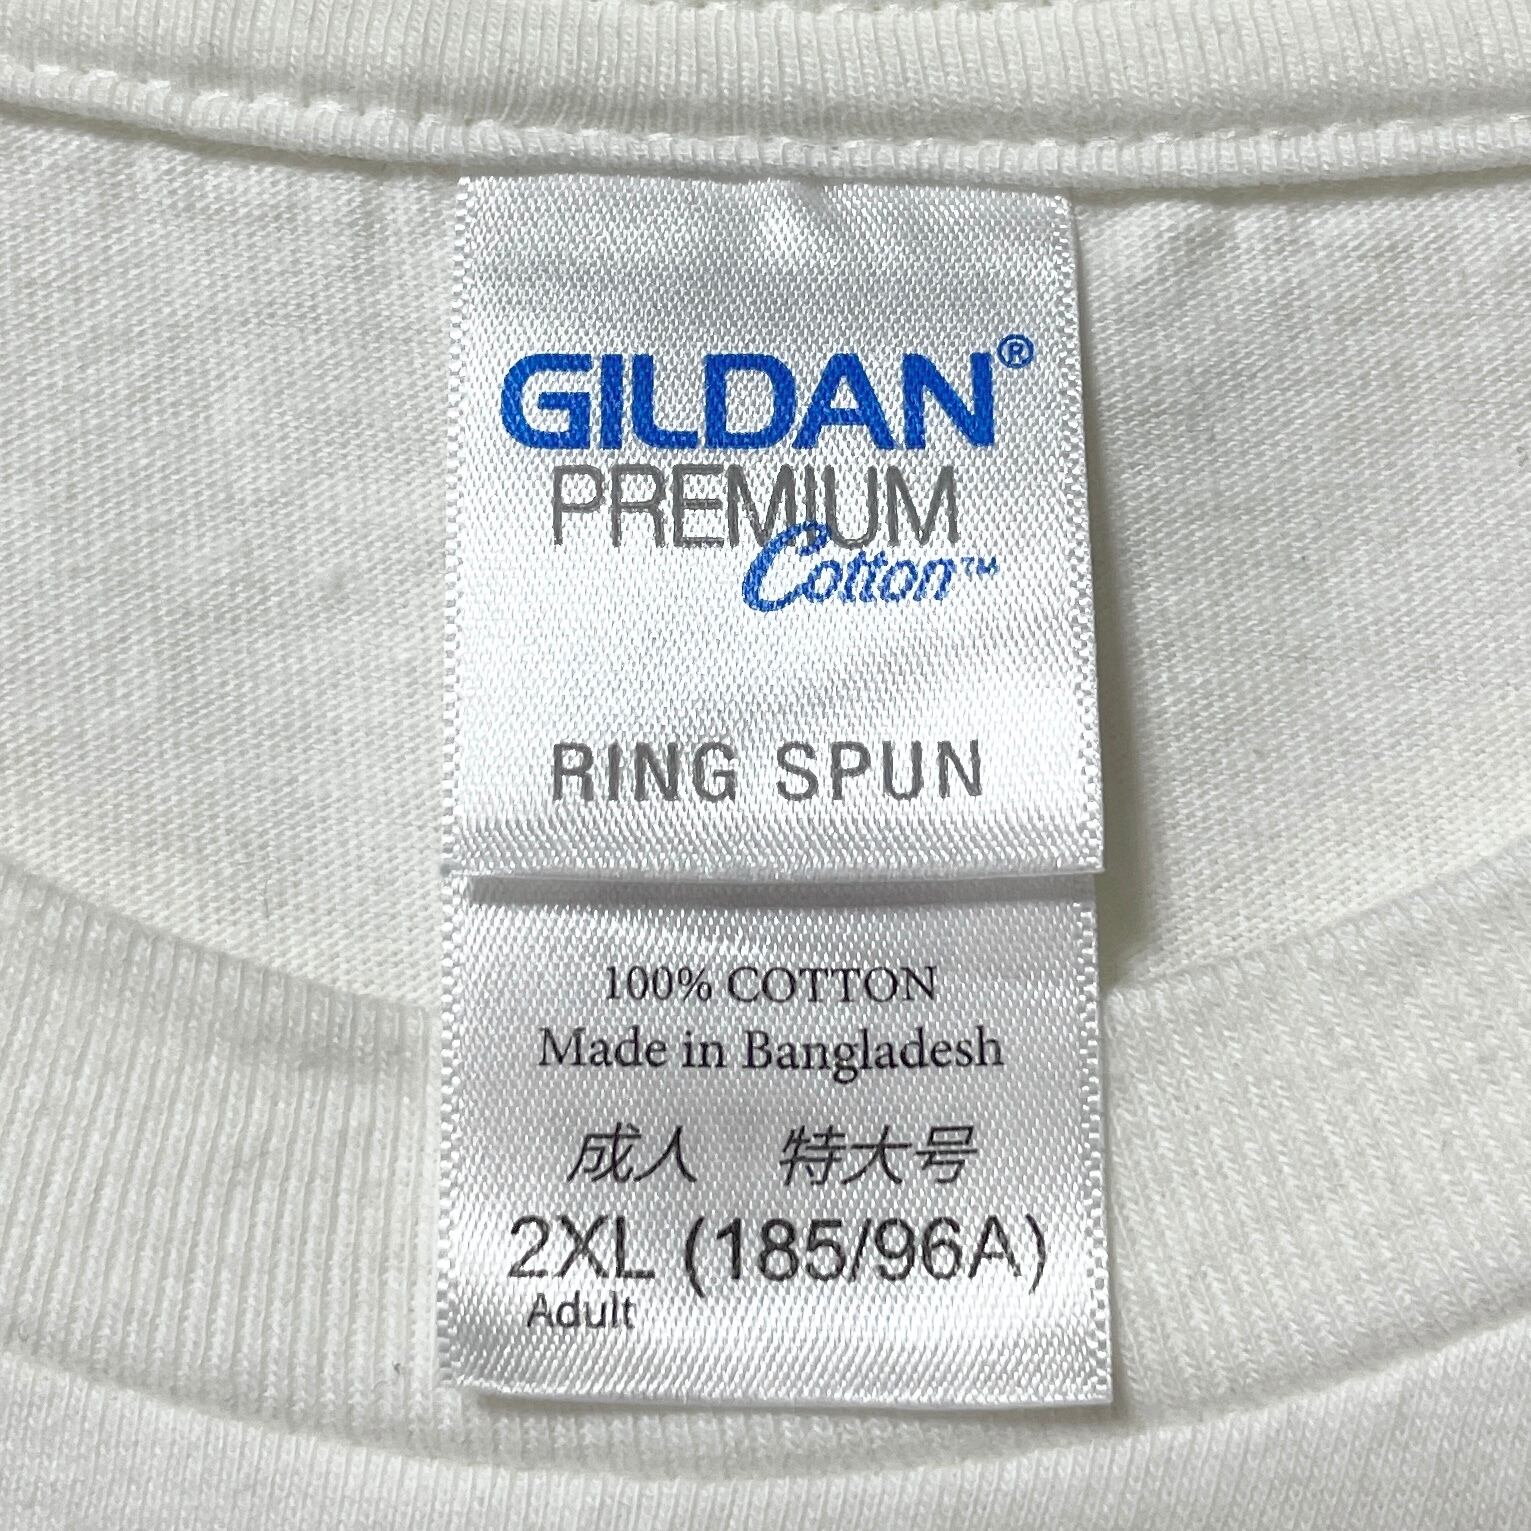 GILDAN®
PREMIUM
Cotton™
RING SPUN
100% COTTON
Made in Bangladesh
成人 特大号
2XL (185/96A)
Adult